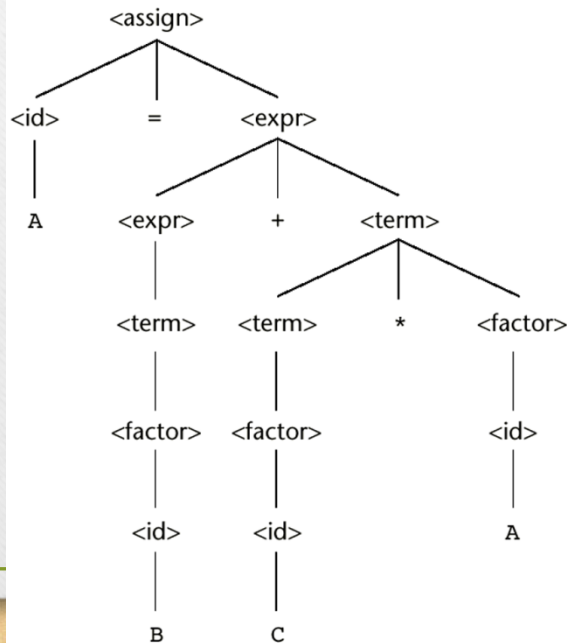 <assign>
<id> = <expr>
A <expr> + <term>
<term> <term> * <factor>
<factor> <factor> <id>
<id> <id> A
B C